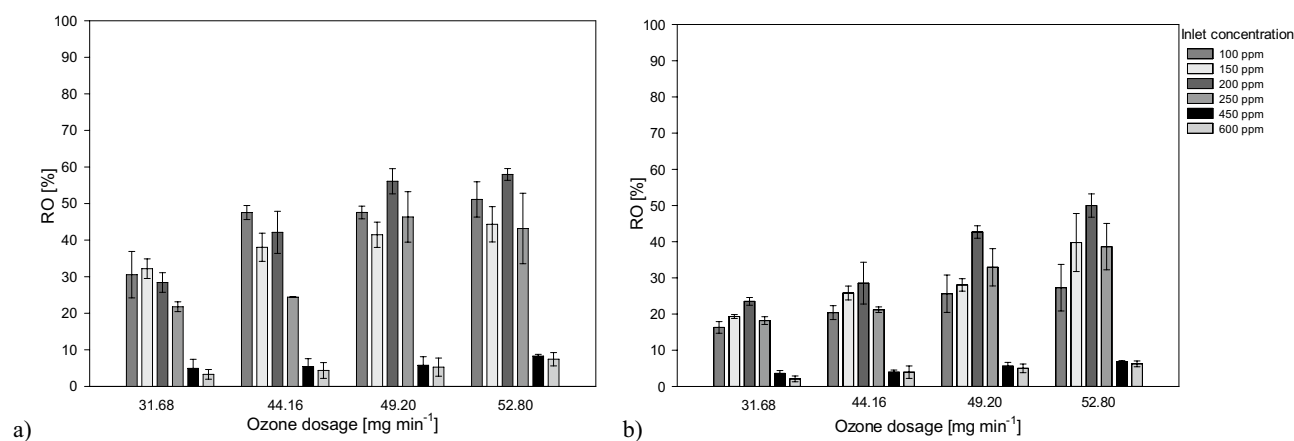 100
90
80
70
60
50
40
30
20
10
0
RO [%]
31.68 44.16 49.20 52.80
Ozone dosage [mg min⁻¹]
a)
100
90
80
70
60
50
40
30
20
10
0
RO [%]
31.68 44.16 49.20 52.80
Ozone dosage [mg min⁻¹]
b)
Inlet concentration
100 ppm
150 ppm
200 ppm
250 ppm
450 ppm
600 ppm